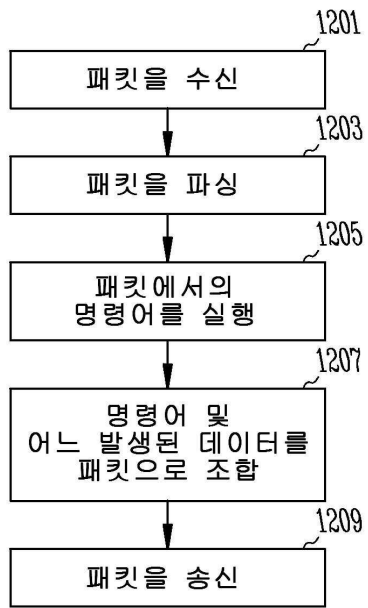 1201
패킷을 수신
1203
패킷을 파싱
1205
패킷에서의
명령어를 실행
1207
명령어 및
어느 발생된 데이터를
패킷으로 조합
1209
패킷을 송신